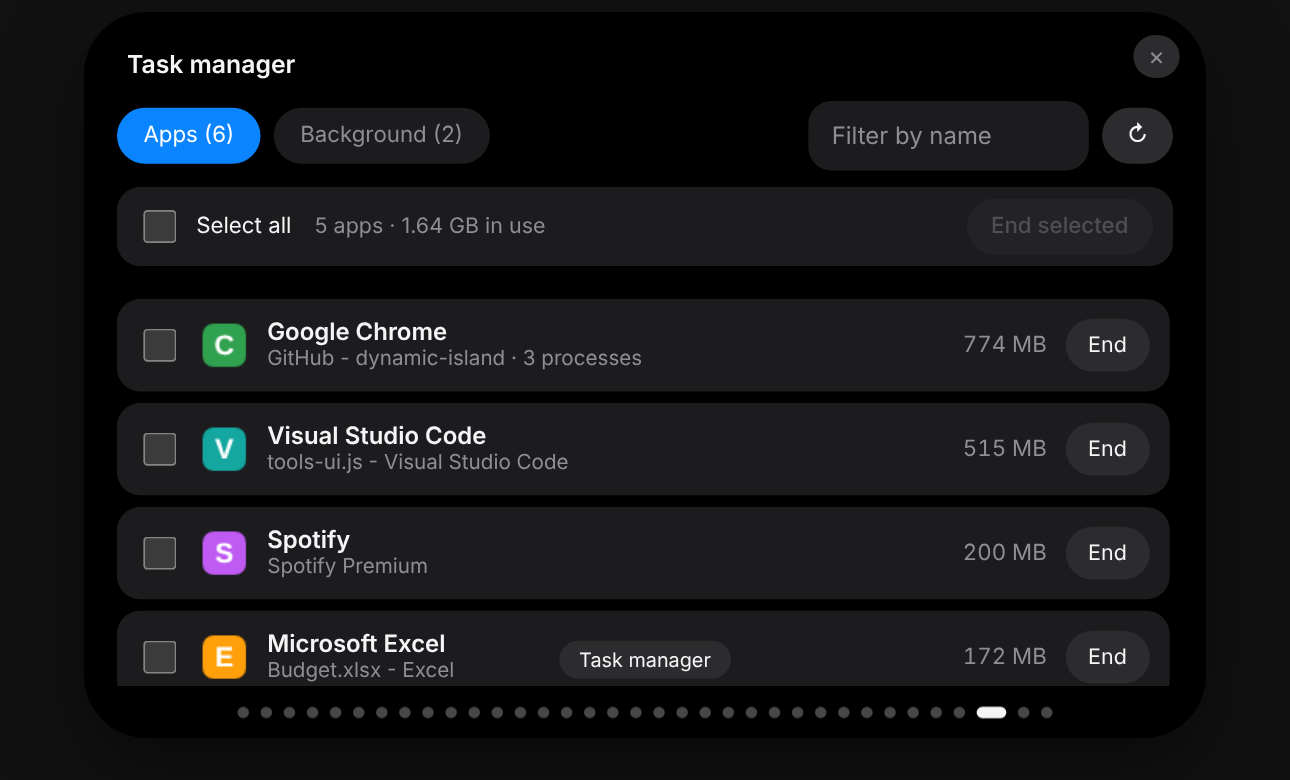 Task manager
×
Apps (6)
Background (2)
Filter by name
↻
Select all 5 apps · 1.64 GB in use
End selected
C
Google Chrome
GitHub - dynamic-island · 3 processes
774 MB
End
V
Visual Studio Code
tools-ui.js - Visual Studio Code
515 MB
End
S
Spotify
Spotify Premium
200 MB
End
E
Microsoft Excel
Budget.xlsx - Excel
172 MB
End
Task manager